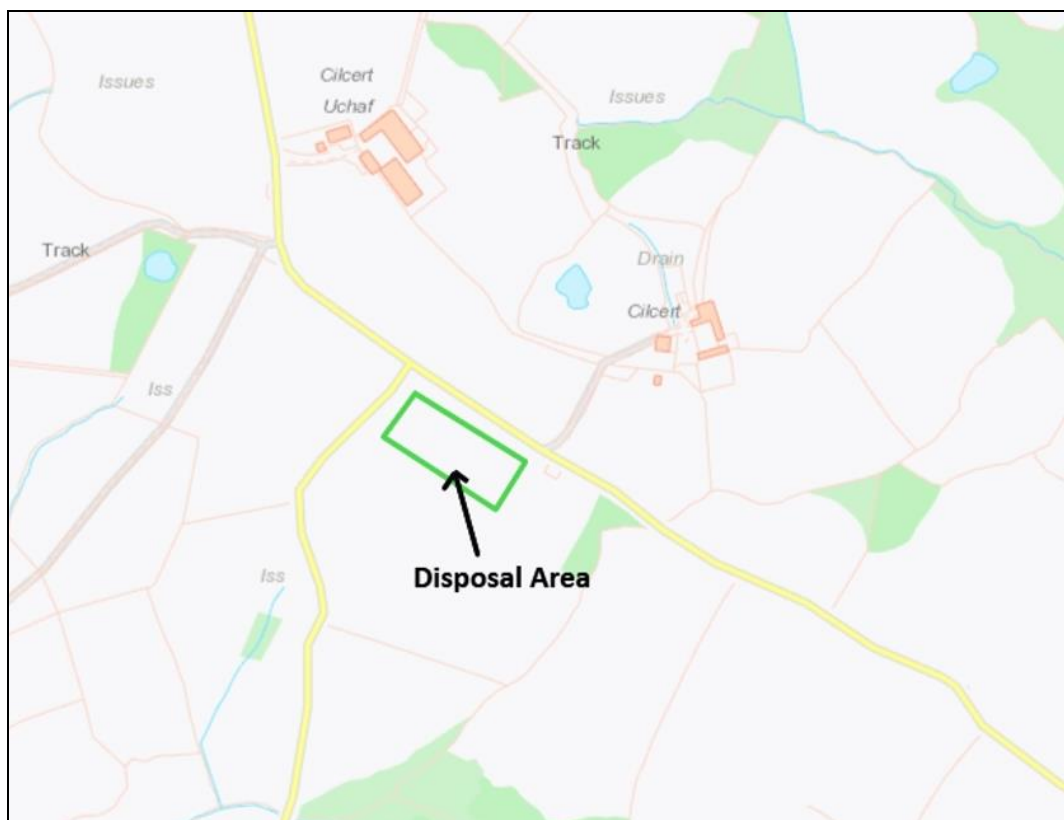 Cilcert
Uchaf
Issues
Issues
Track
Track
Drain
Cilcert
Iss
Disposal Area
Iss